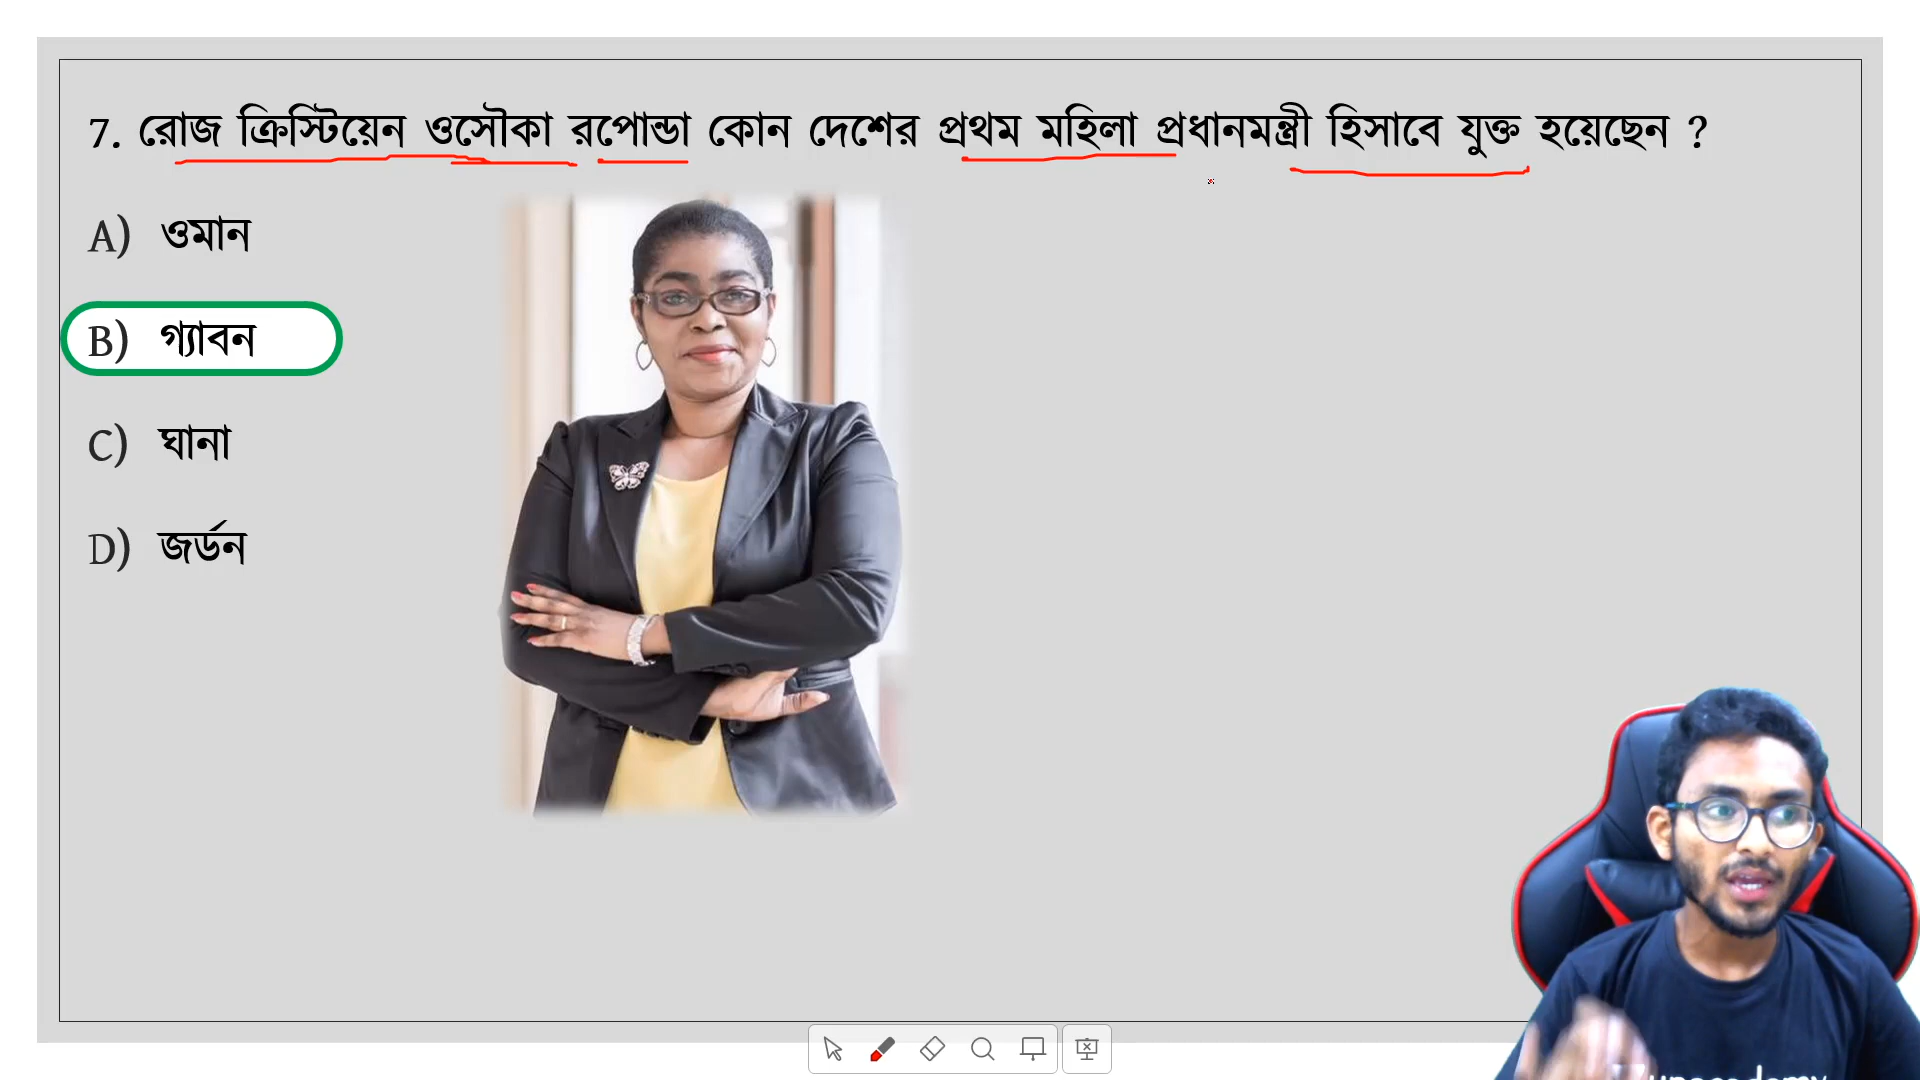 7. রোজ ক্রিস্টিয়েন ওসৌকা রপোন্ডা কোন দেশের প্রথম মহিলা প্রধানমন্ত্রী হিসাবে যুক্ত হয়েছেন ?
A) ওমান
B) গ্যাবন
C) ঘানা
D) জর্ডন